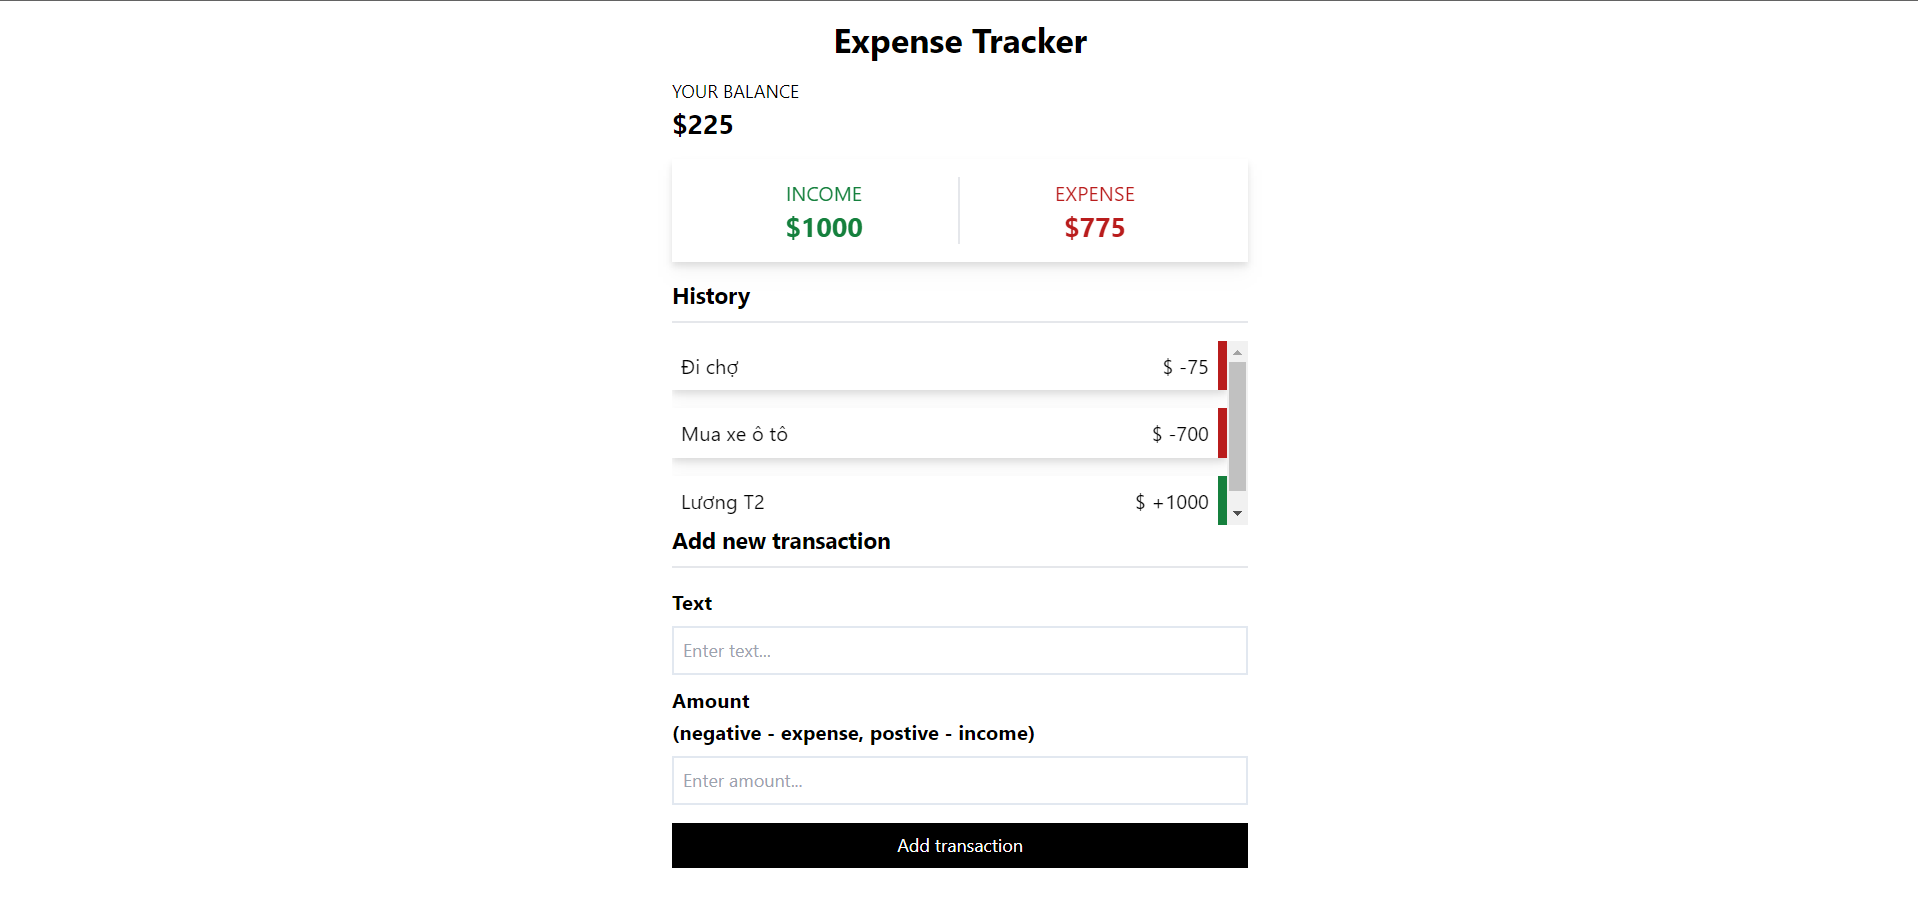 Expense Tracker
YOUR BALANCE
$225
INCOME
EXPENSE
$1000
$775
History
Đi chợ $ -75
Mua xe ô tô $ -700
Lương T2 $ +1000
Add new transaction
Text
Enter text...
Amount
(negative - expense, postive - income)
Enter amount...
Add transaction